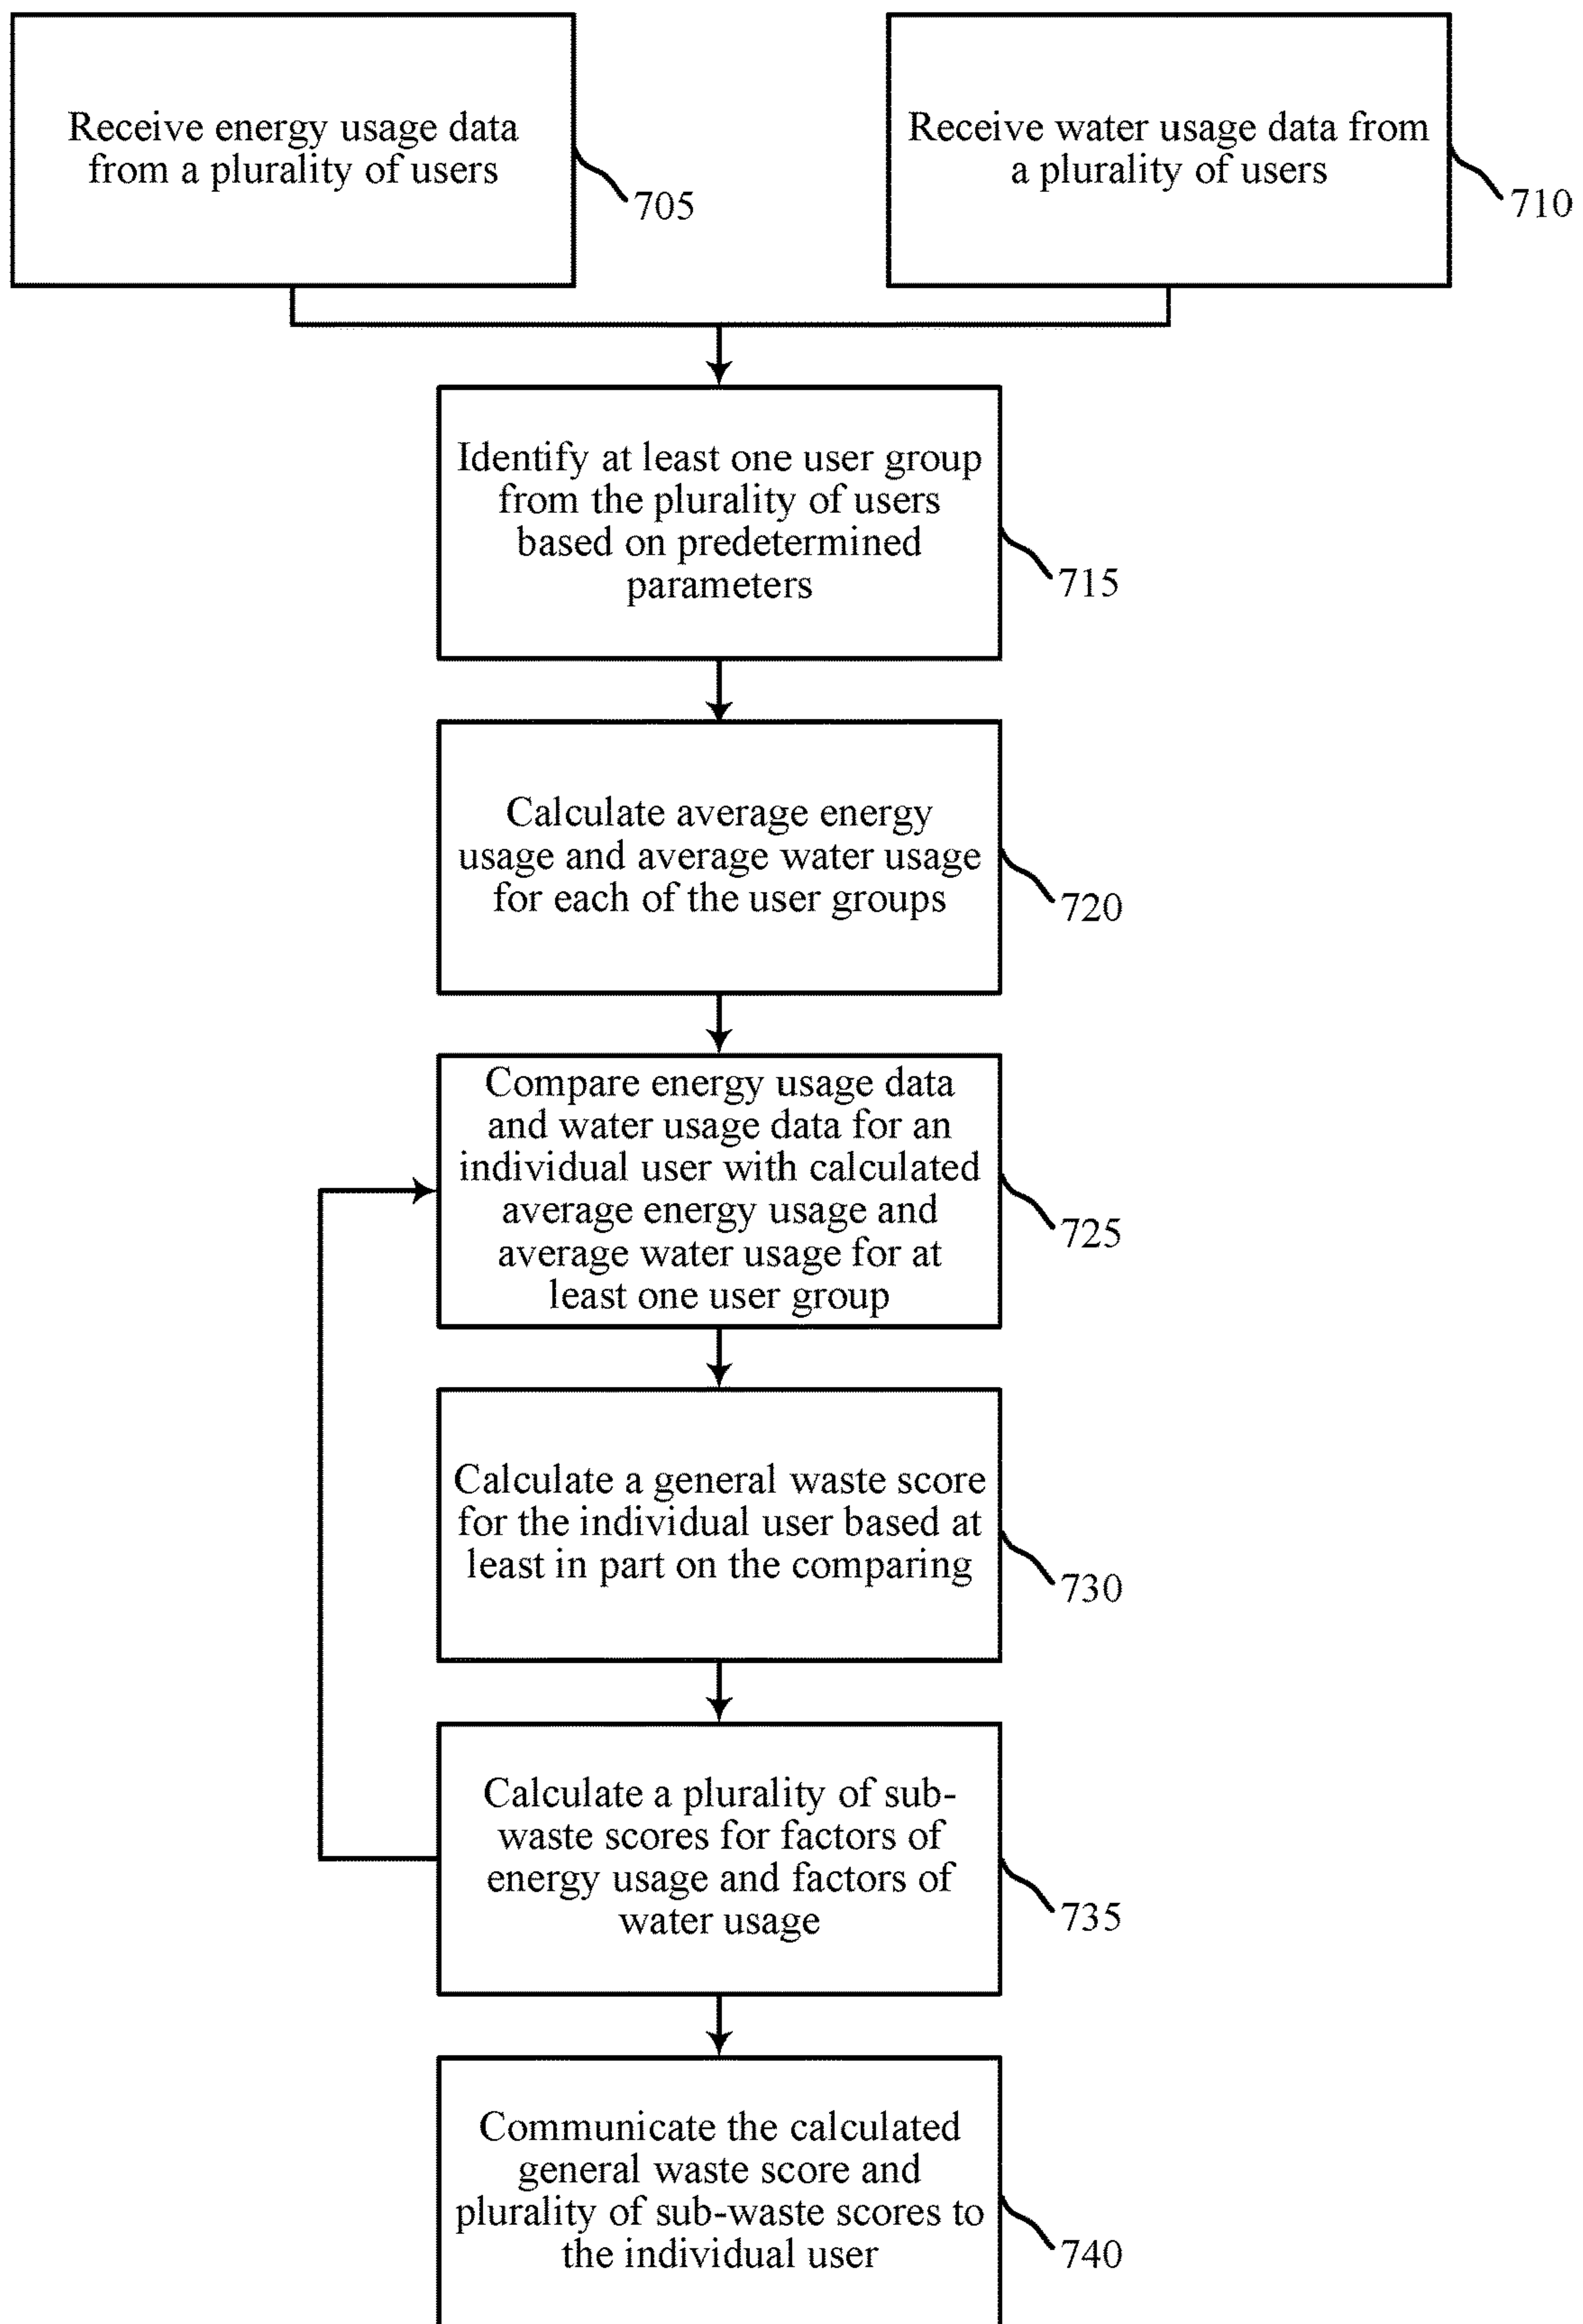 Receive energy usage data
from a plurality of users
705
Receive water usage data from
a plurality of users
710
Identify at least one user group
from the plurality of users
based on predetermined
parameters
715
Calculate average energy
usage and average water usage
for each of the user groups
720
Compare energy usage data
and water usage data for an
individual user with calculated
average energy usage and
average water usage for at
least one user group
725
Calculate a general waste score
for the individual user based at
least in part on the comparing
730
Calculate a plurality of sub-
waste scores for factors of
energy usage and factors of
water usage
735
Communicate the calculated
general waste score and
plurality of sub-waste scores to
the individual user
740